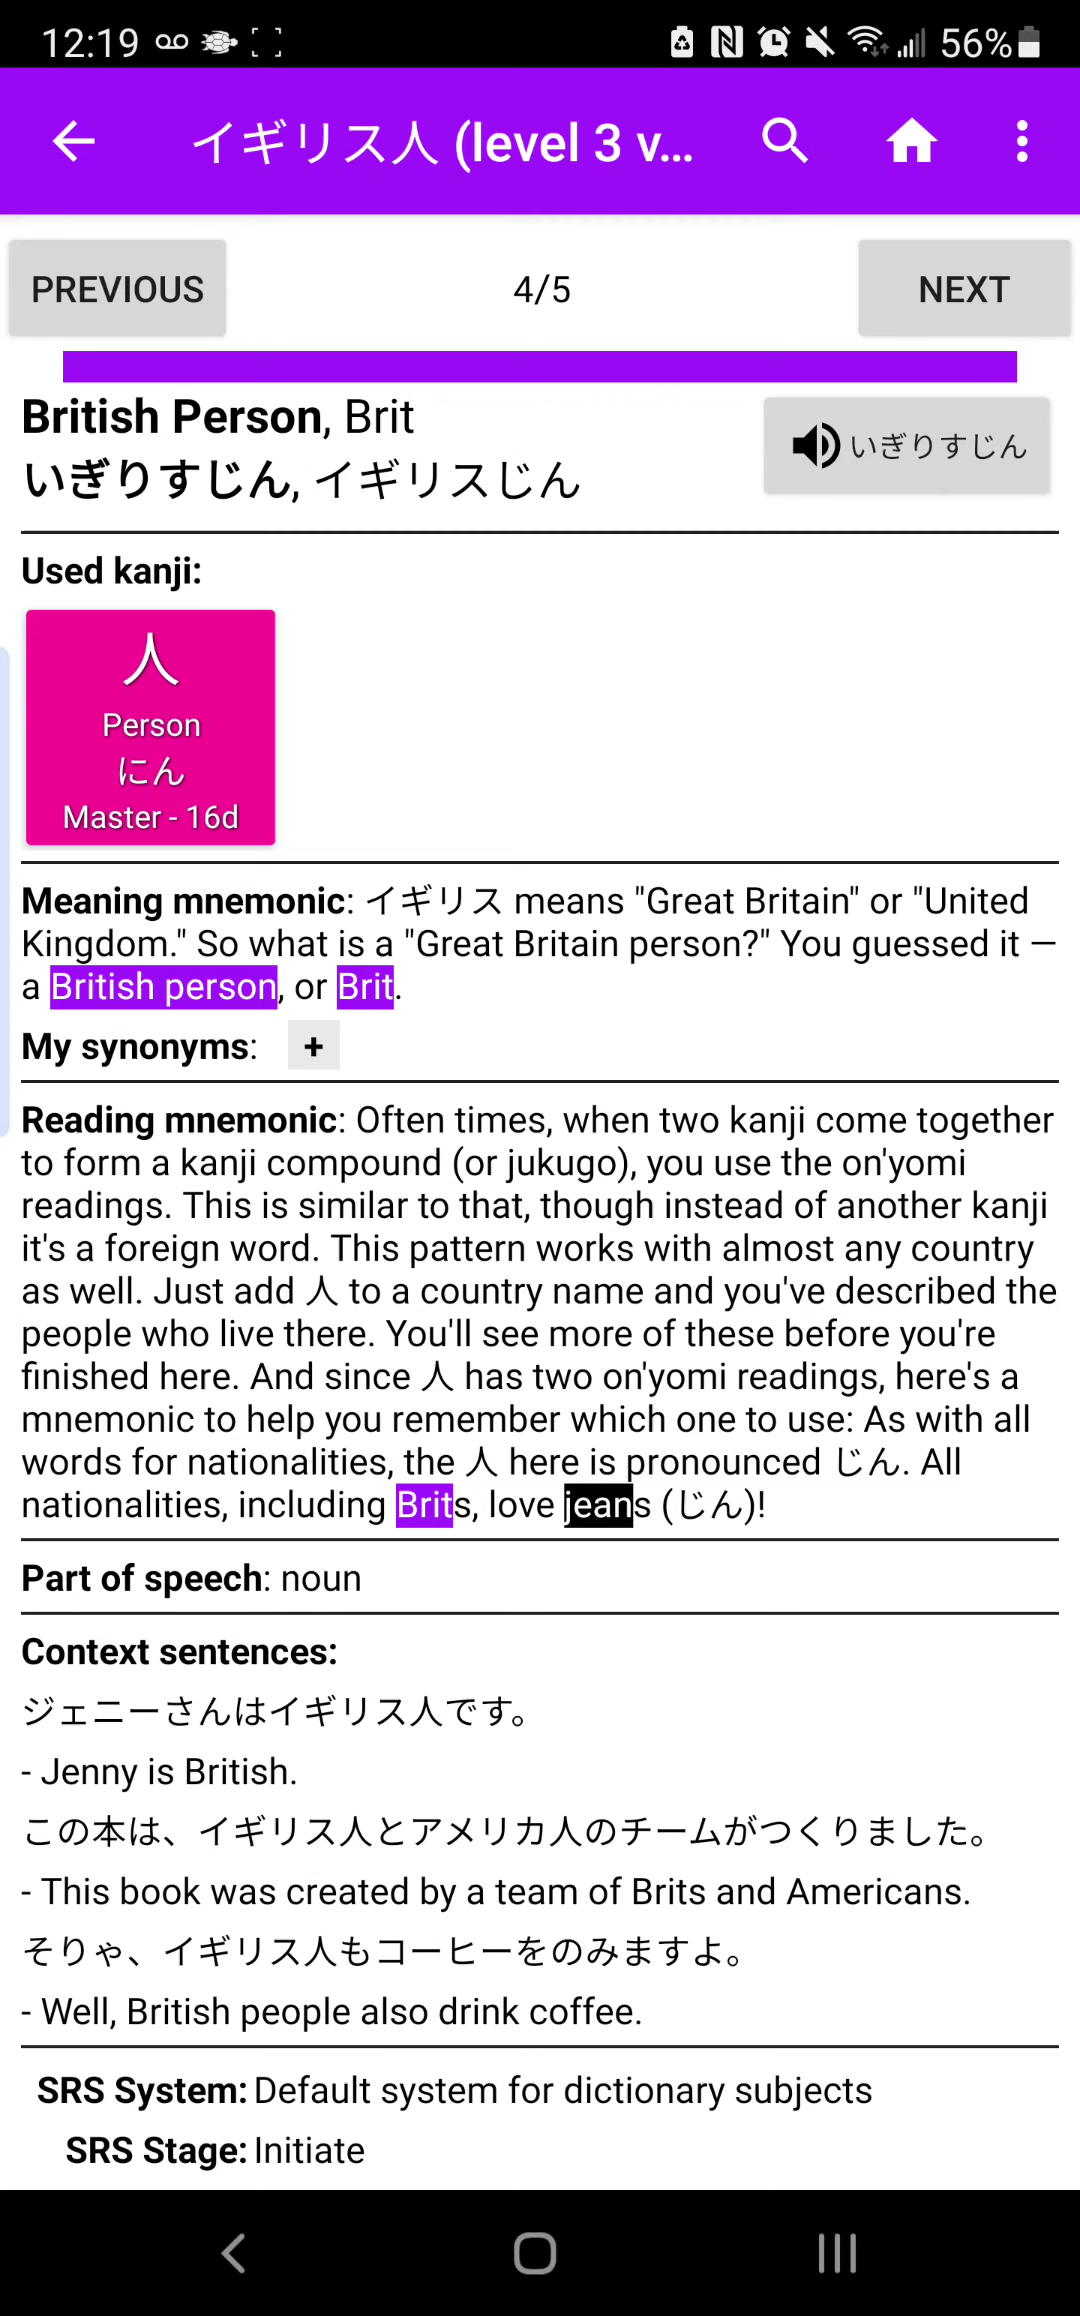 12:19 56%
イギリス人 (level 3 v...
PREVIOUS 4/5 NEXT
British Person, Brit
いぎりすじん, イギリスじん
いぎりすじん
Used kanji:
人
Person
にん
Master - 16d
Meaning mnemonic: イギリス means "Great Britain" or "United
Kingdom." So what is a "Great Britain person?" You guessed it —
a British person, or Brit.
My synonyms: +
Reading mnemonic: Often times, when two kanji come together
to form a kanji compound (or jukugo), you use the on'yomi
readings. This is similar to that, though instead of another kanji
it's a foreign word. This pattern works with almost any country
as well. Just add 人 to a country name and you've described the
people who live there. You'll see more of these before you're
finished here. And since 人 has two on'yomi readings, here's a
mnemonic to help you remember which one to use: As with all
words for nationalities, the 人 here is pronounced じん. All
nationalities, including Brits, love jeans (じん)!
Part of speech: noun
Context sentences:
ジェニーさんはイギリス人です。
- Jenny is British.
この本は、イギリス人とアメリカ人のチームがつくりました。
- This book was created by a team of Brits and Americans.
そりゃ、イギリス人もコーヒーをのみますよ。
- Well, British people also drink coffee.
SRS System: Default system for dictionary subjects
SRS Stage: Initiate